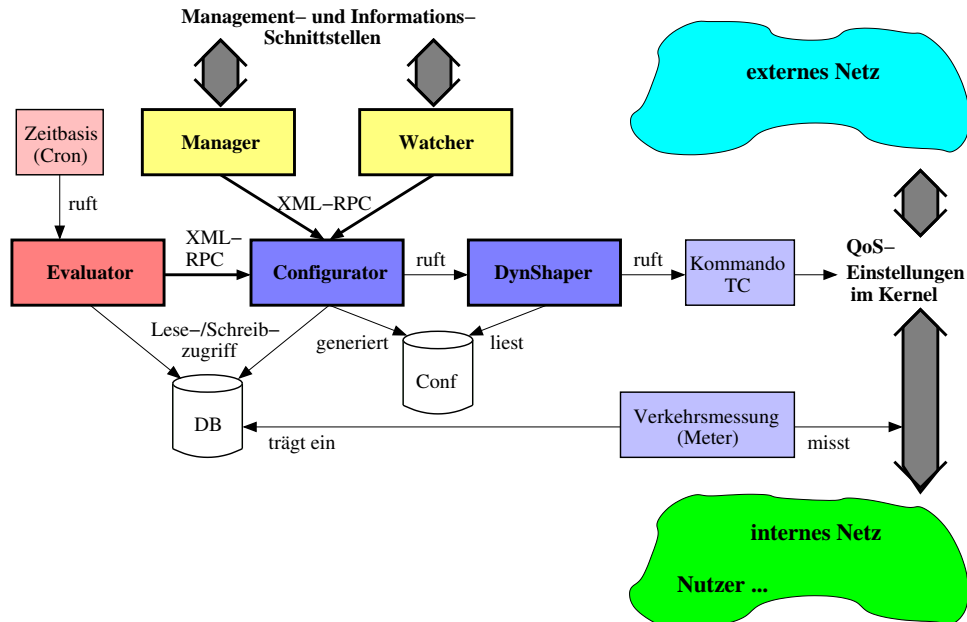 Management– und Informations–
Schnittstellen
externes Netz
Zeitbasis
(Cron)
Manager
Watcher
ruft
XML–RPC
XML–
RPC
Evaluator
Configurator
ruft
DynShaper
ruft
Kommando
TC
QoS–
Einstellungen
im Kernel
Lese–/Schreib–
zugriff
generiert
liest
Conf
DB
trägt ein
Verkehrsmessung
(Meter)
misst
internes Netz
Nutzer ...